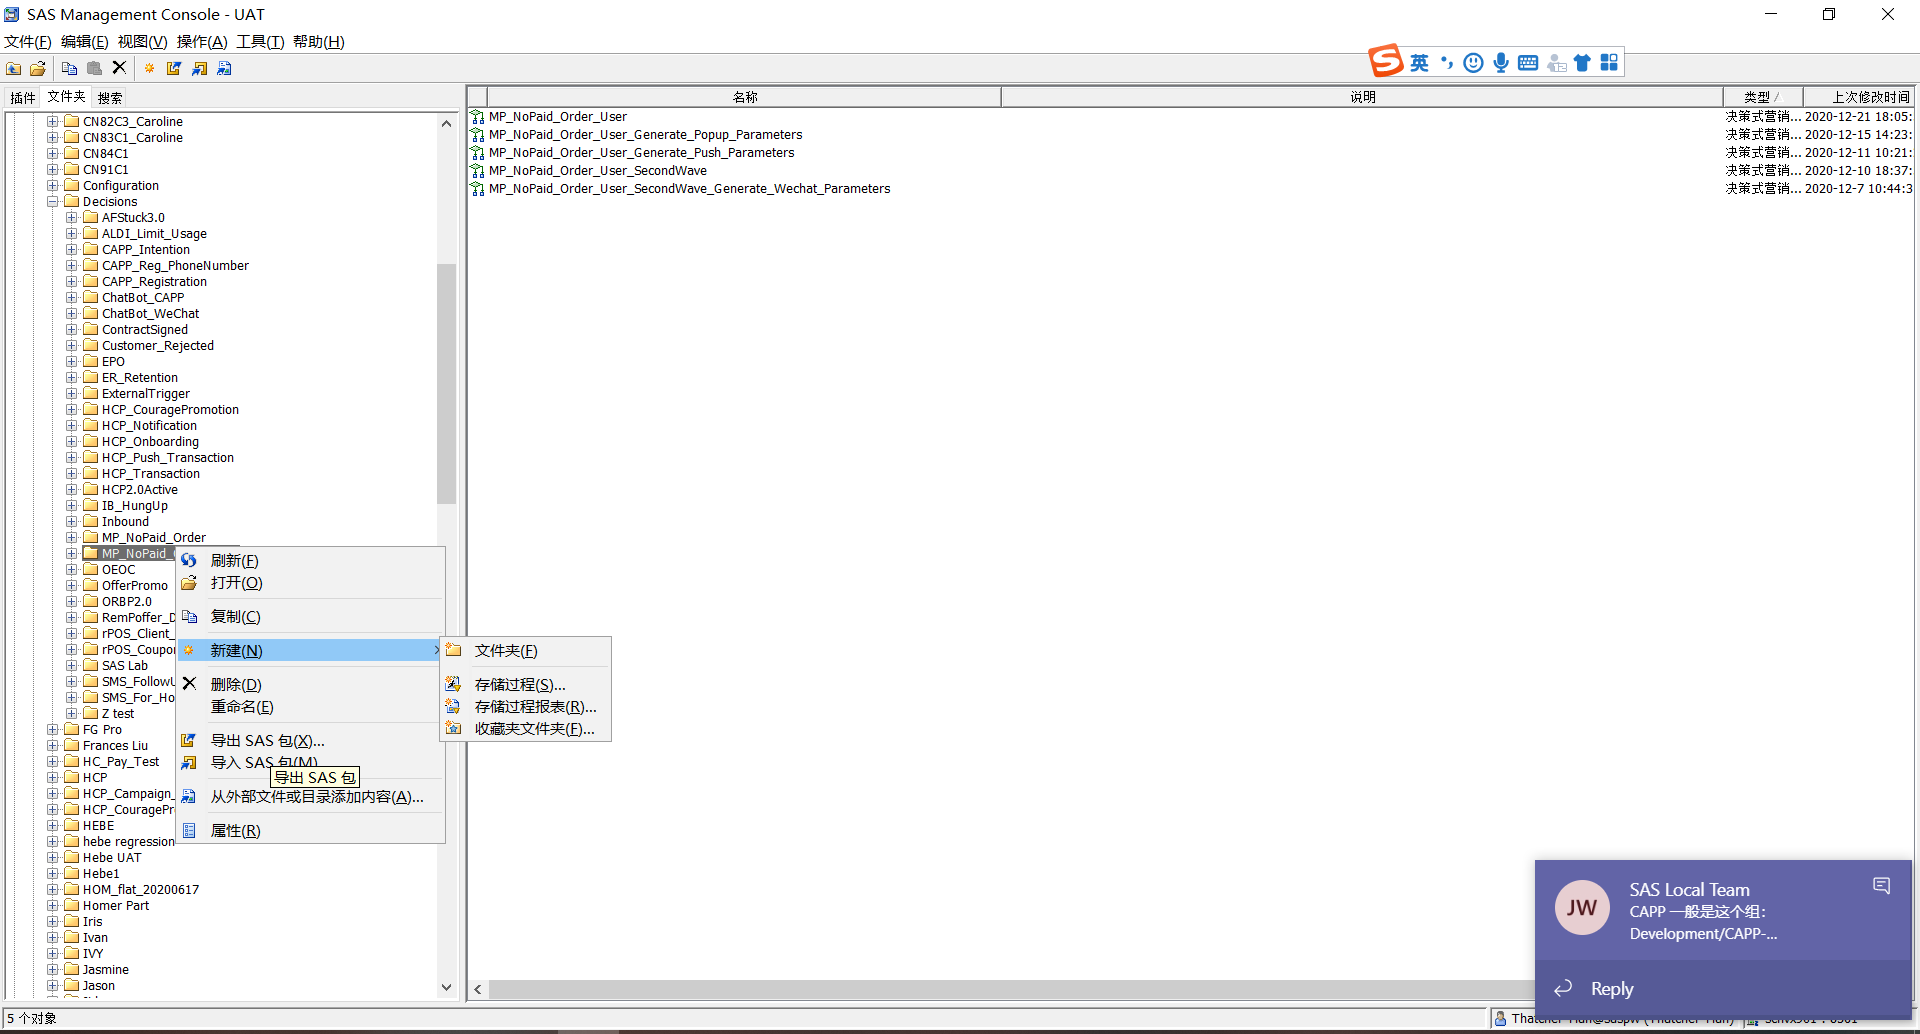 SAS Management Console - UAT
文件(F) 编辑(E) 视图(V) 操作(A) 工具(T) 帮助(H)
英
插件 文件夹 搜索
CN82C3_Caroline
CN83C1_Caroline
CN84C1
CN91C1
Configuration
Decisions
AFStuck3.0
ALDI_Limit_Usage
CAPP_Intention
CAPP_Reg_PhoneNumber
CAPP_Registration
ChatBot_CAPP
ChatBot_WeChat
ContractSigned
Customer_Rejected
EPO
ER_Retention
ExternalTrigger
HCP_CouragePromotion
HCP_Notification
HCP_Onboarding
HCP_Push_Transaction
HCP_Transaction
HCP2.0Active
IB_HungUp
Inbound
MP_NoPaid_Order
MP_NoPaid_
OEOC
OfferPromo
ORBP2.0
RemPoffer_D
rPOS_Client_
rPOS_Coupo
SAS Lab
SMS_FollowU
SMS_For_Ho
Z test
FG Pro
Frances Liu
HC_Pay_Test
HCP
HCP_Campaign_
HCP_CouragePr
HEBE
hebe regression
Hebe UAT
Hebe1
HOM_flat_20200617
Homer Part
Iris
Ivan
IVY
Jasmine
Jason
刷新(F)
打开(O)
复制(C)
新建(N)
删除(D)
重命名(E)
导出 SAS 包(X)...
导入 SAS 包(M)
导出 SAS 包
从外部文件或目录添加内容(A)...
属性(R)
文件夹(F)
存储过程(S)...
存储过程报表(R)...
收藏夹文件夹(F)...
名称 说明 类型 上次修改时间
MP_NoPaid_Order_User 决策式营销... 2020-12-21 18:05:
MP_NoPaid_Order_User_Generate_Popup_Parameters 决策式营销... 2020-12-15 14:23:
MP_NoPaid_Order_User_Generate_Push_Parameters 决策式营销... 2020-12-11 10:21:
MP_NoPaid_Order_User_SecondWave 决策式营销... 2020-12-10 18:37:
MP_NoPaid_Order_User_SecondWave_Generate_Wechat_Parameters 决策式营销... 2020-12-7 10:44:3
JW
SAS Local Team
CAPP 一般是这个组:
Development/CAPP-...
Reply
5 个对象